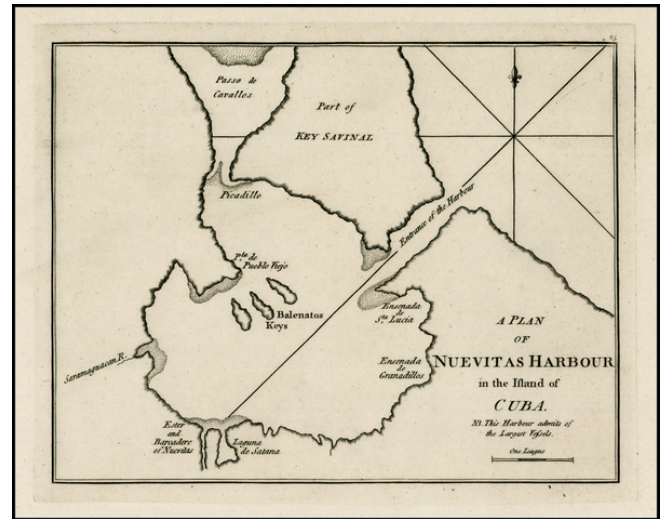 Passo de
Cavallos
Part of
KEY SAVINAL
Picadillo
Entrance of the Harbour
Pta de
Pueblo Viejo
Balenatos
Keys
Ensenada
de
Sta Lucia
Ensenada
de
Granadillos
Saramaguacan R.
Ester
and
Barcadere
of Nuevitas
Laguna
de Satana
A PLAN
OF
NUEVITAS HARBOUR
in the Iſland of
CUBA.
NB. This Harbour admits of
the Largest Veſsels.
One League